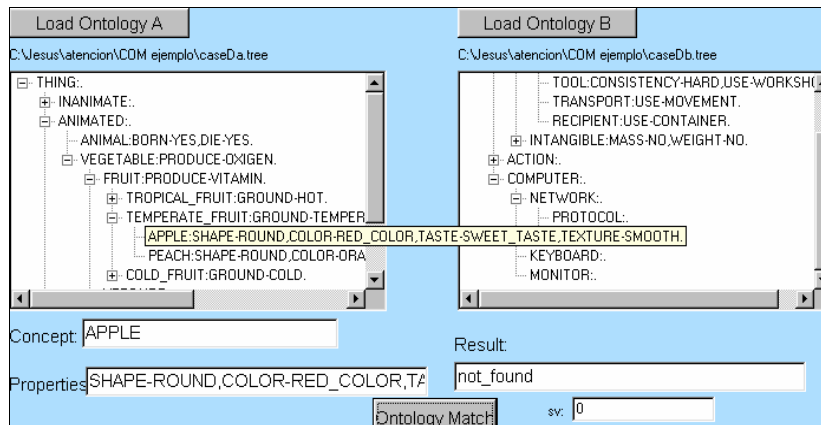 Load Ontology A
Load Ontology B
C:\Jesus\atencion\COM ejemplo\caseDa.tree
C:\Jesus\atencion\COM ejemplo\caseDb.tree
THING:.
INANIMATE:.
ANIMATED:.
ANIMAL:BORN-YES,DIE-YES.
VEGETABLE:PRODUCE-OXIGEN.
FRUIT:PRODUCE-VITAMIN.
TROPICAL_FRUIT:GROUND-HOT.
TEMPERATE_FRUIT:GROUND-TEMPER
APPLE:SHAPE-ROUND,COLOR-RED_COLOR,TASTE-SWEET_TASTE,TEXTURE-SMOOTH.
PEACH:SHAPE-ROUND,COLOR-ORA
COLD_FRUIT:GROUND-COLD.
TOOL:CONSISTENCY-HARD,USE-WORKSH
TRANSPORT:USE-MOVEMENT.
RECIPIENT:USE-CONTAINER.
INTANGIBLE:MASS-NO,WEIGHT-NO.
ACTION:.
COMPUTER:.
NETWORK:.
PROTOCOL:.
KEYBOARD:.
MONITOR:.
Concept: APPLE
Properties SHAPE-ROUND,COLOR-RED_COLOR,TA
Result:
not_found
Ontology Match
sv: 0